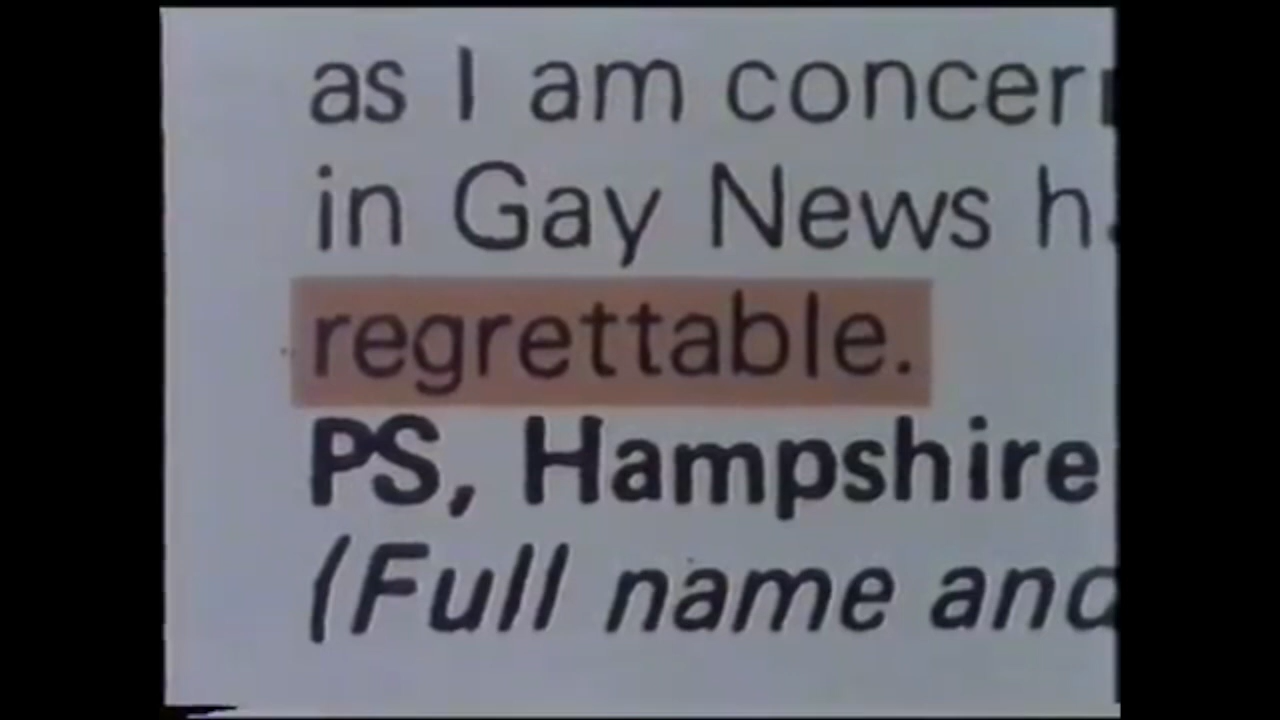 as I am concer
in Gay News h
regrettable.
PS, Hampshire
(Full name and